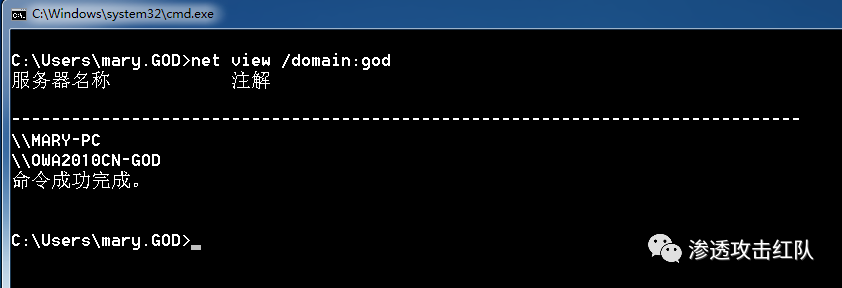 C:\Windows\system32\cmd.exe
C:\Users\mary.GOD>net view /domain:god
服务器名称            注解
-------------------------------------------------------------------------------
\\MARY-PC
\\OWA2010CN-GOD
命令成功完成。
C:\Users\mary.GOD>_
渗透攻击红队